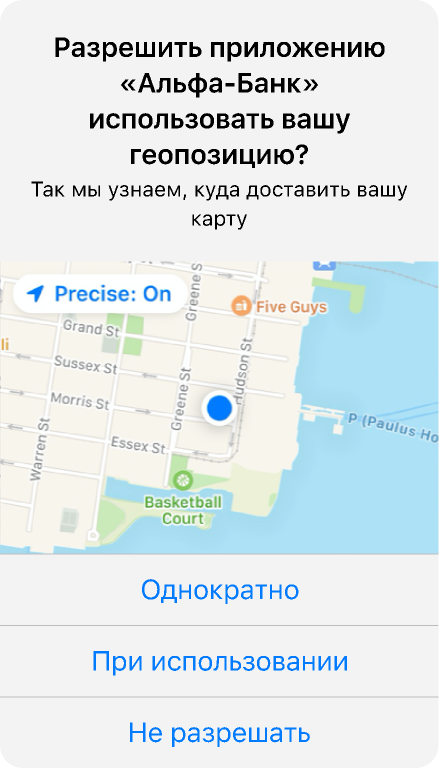 Разрешить приложению
«Альфа-Банк»
использовать вашу
геопозицию?
Так мы узнаем, куда доставить вашу
карту
Precise: On
Greene S
Five Guys
Grand St
li
Sussex St
Hudson St
Morris St
Greene St
P (Paulus Ho
Essex St
Warren St
Basketball
Court
Однократно
При использовании
Не разрешать